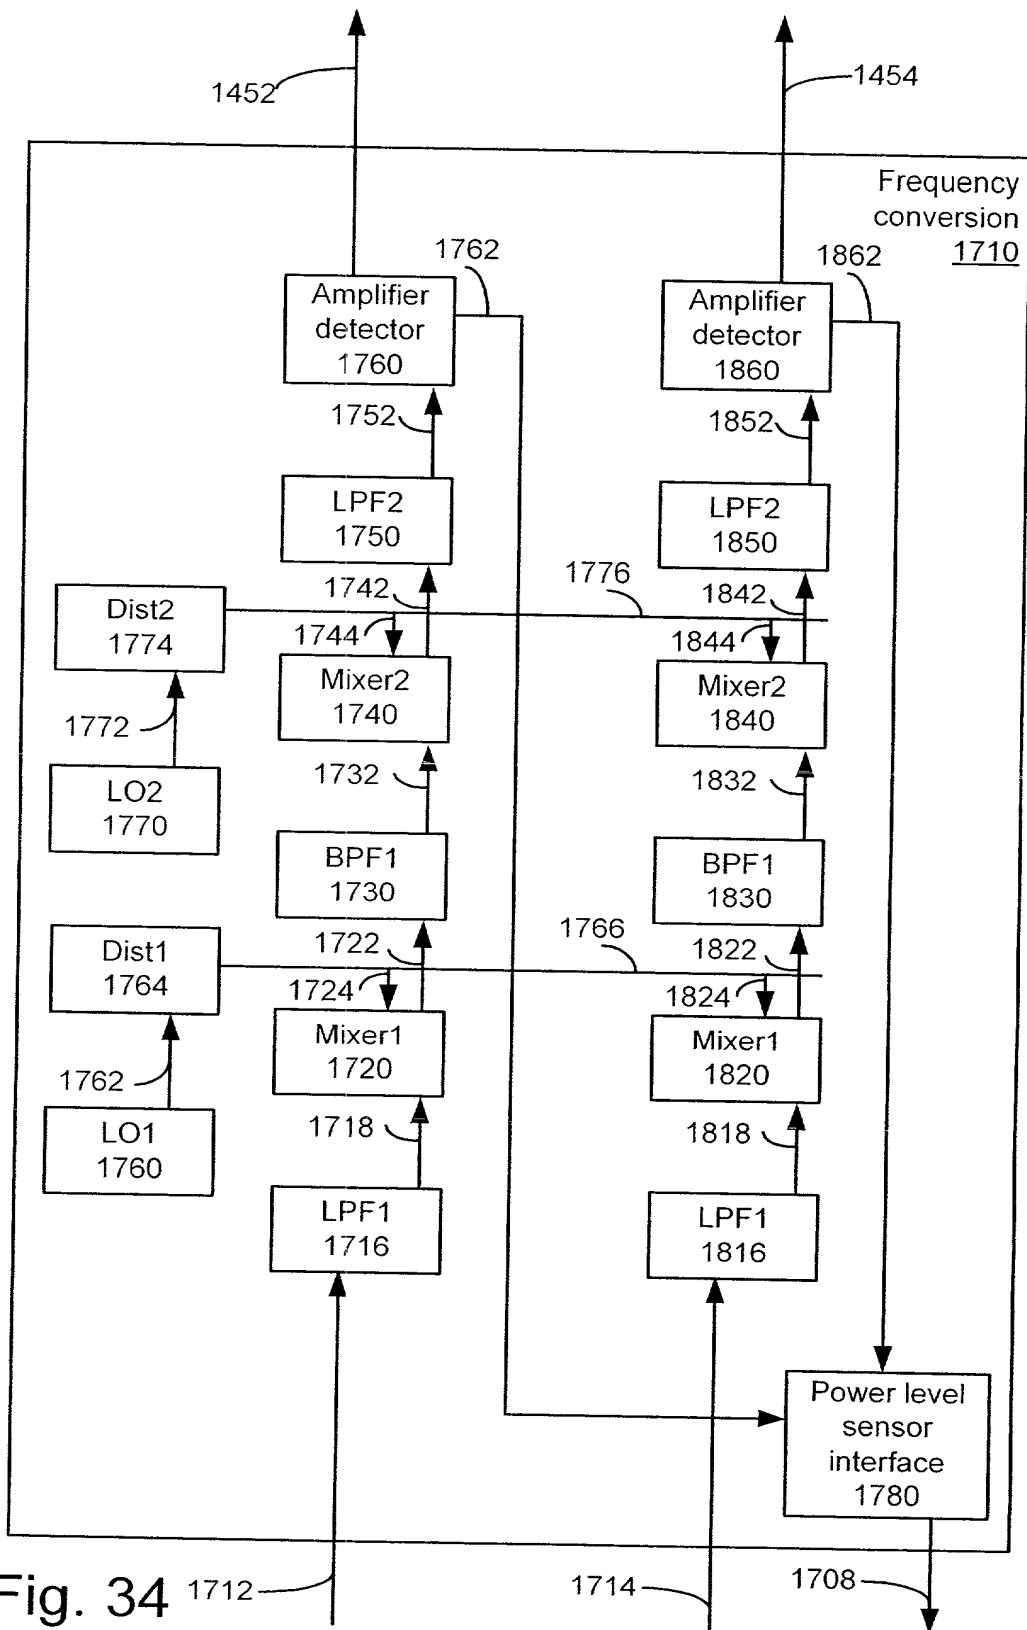 1452
1454
Frequency
conversion
1710
1762
1862
Amplifier
detector
1760
Amplifier
detector
1860
1752
1852
LPF2
1750
LPF2
1850
1776
1742
1842
Dist2
1774
1744
1844
Mixer2
1740
Mixer2
1840
1772
1732
1832
LO2
1770
BPF1
1730
BPF1
1830
1766
1722
1822
Dist1
1764
1724
1824
Mixer1
1720
Mixer1
1820
1762
1718
1818
LO1
1760
LPF1
1716
LPF1
1816
Power level
sensor
interface
1780
1712
1714
1708
Fig. 34